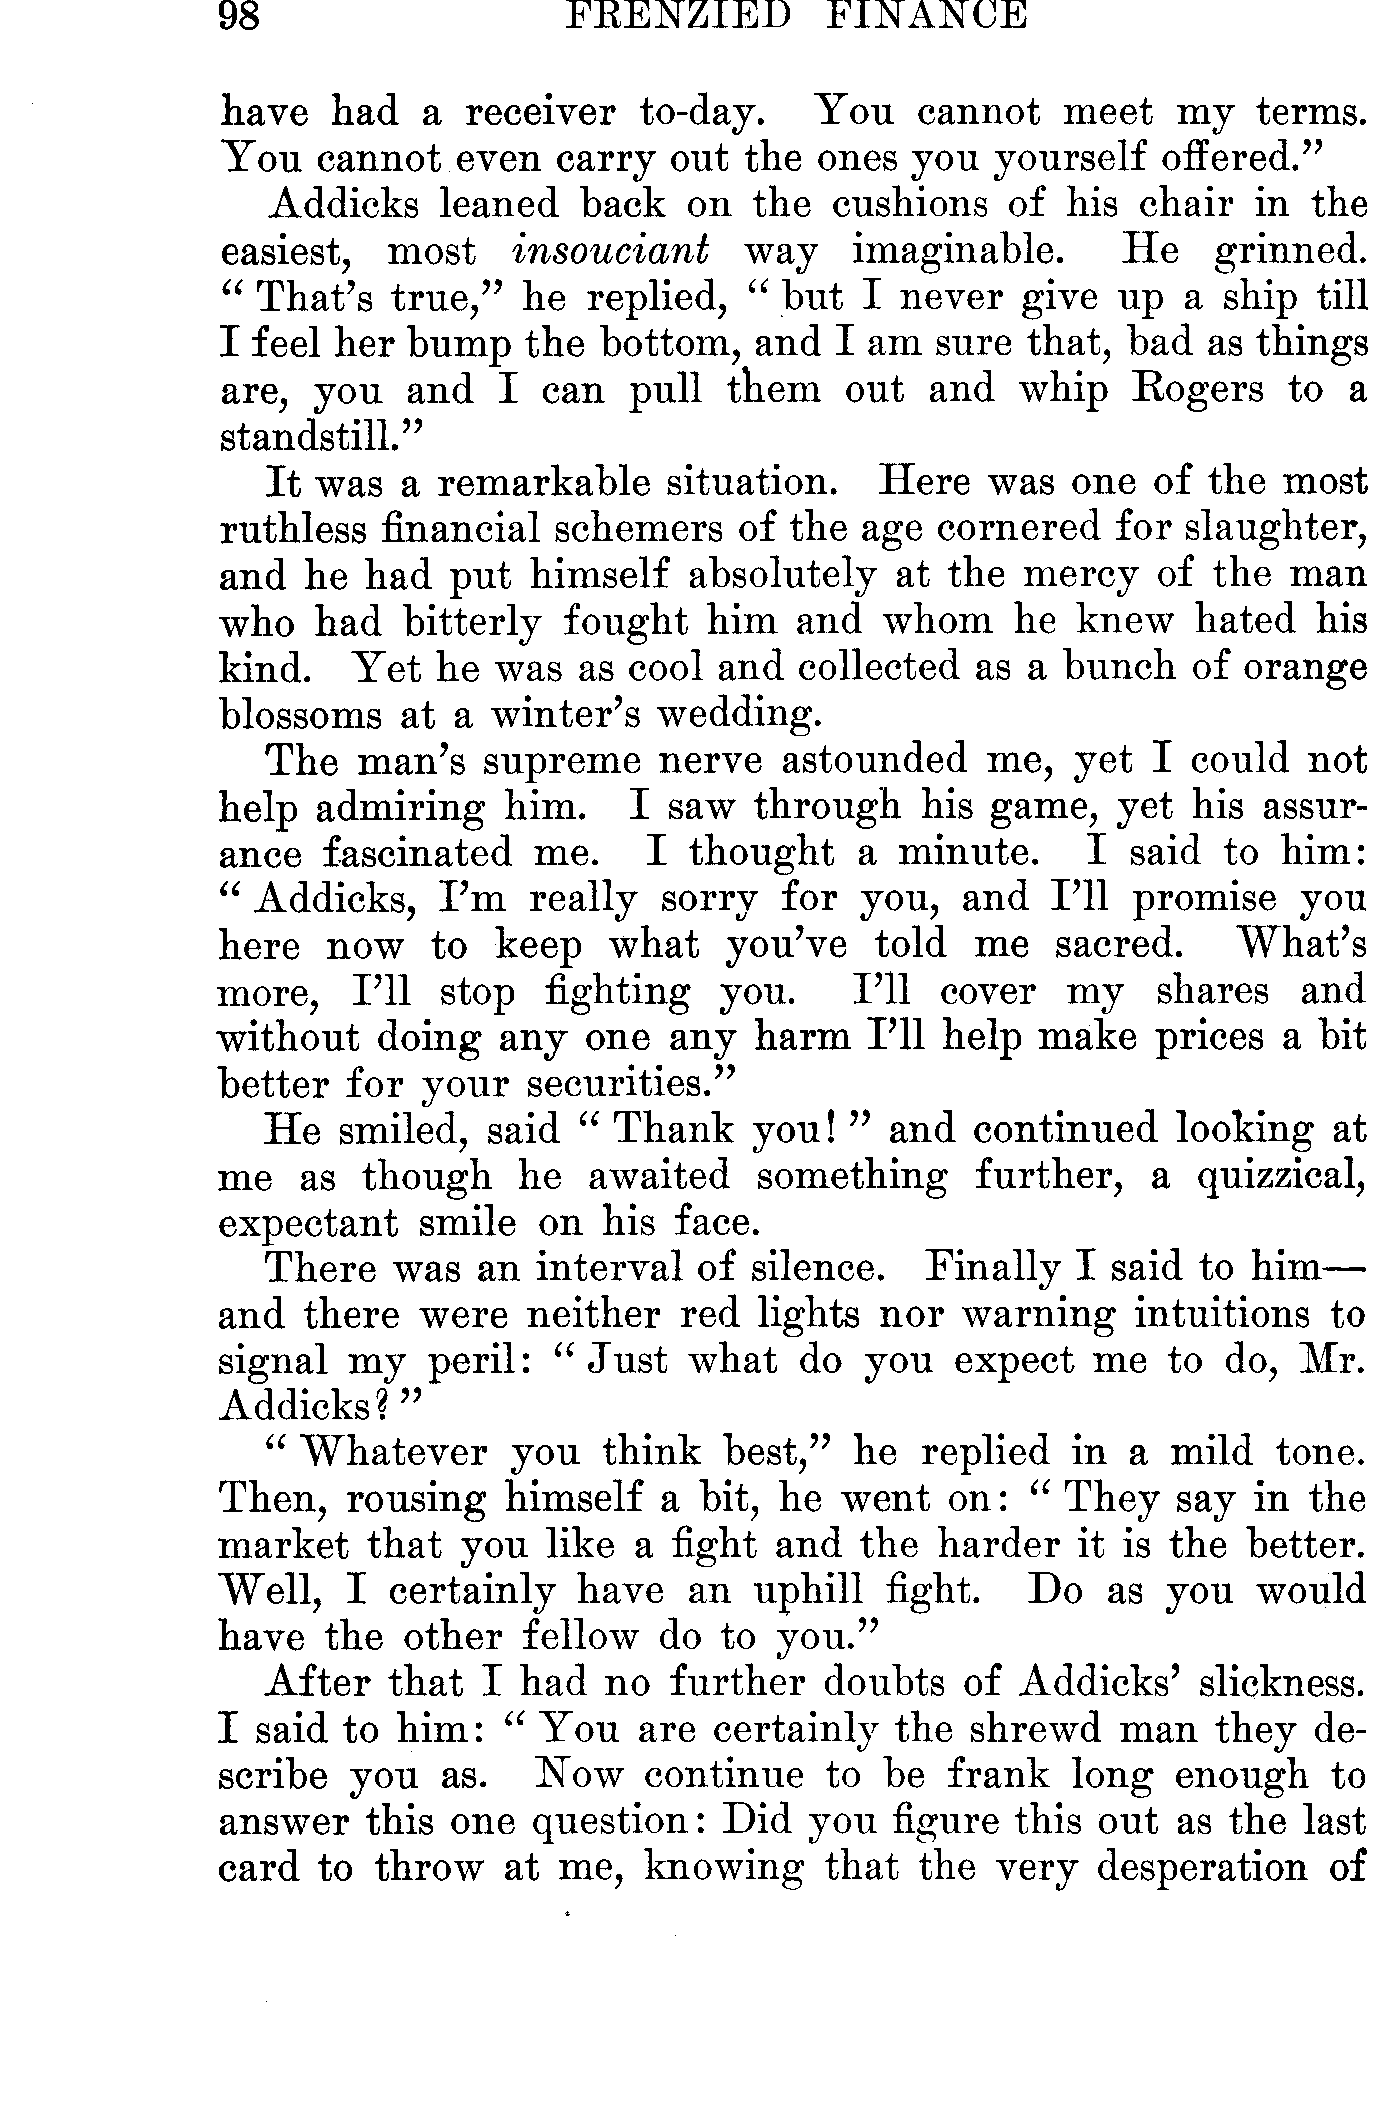 98 FRENZIED FINANCE
have had a receiver to-day. You cannot meet my terms.
You cannot even carry out the ones you yourself offered.”
Addicks leaned back on the cushions of his chair in the
easiest, most insouciant way imaginable. He grinned.
“ That’s true,” he replied, “ but I never give up a ship till
I feel her bump the bottom, and I am sure that, bad as things
are, you and I can pull them out and whip Rogers to a
standstill.”
It was a remarkable situation. Here was one of the most
ruthless financial schemers of the age cornered for slaughter,
and he had put himself absolutely at the mercy of the man
who had bitterly fought him and whom he knew hated his
kind. Yet he was as cool and collected as a bunch of orange
blossoms at a winter’s wedding.
The man’s supreme nerve astounded me, yet I could not
help admiring him. I saw through his game, yet his assur-
ance fascinated me. I thought a minute. I said to him:
“ Addicks, I’m really sorry for you, and I’ll promise you
here now to keep what you’ve told me sacred. What’s
more, I’ll stop fighting you. I’ll cover my shares and
without doing any one any harm I’ll help make prices a bit
better for your securities.”
He smiled, said “ Thank you! ” and continued looking at
me as though he awaited something further, a quizzical,
expectant smile on his face.
There was an interval of silence. Finally I said to him—
and there were neither red lights nor warning intuitions to
signal my peril: “ Just what do you expect me to do, Mr.
Addicks? ”
“ Whatever you think best,” he replied in a mild tone.
Then, rousing himself a bit, he went on: “ They say in the
market that you like a fight and the harder it is the better.
Well, I certainly have an uphill fight. Do as you would
have the other fellow do to you.”
After that I had no further doubts of Addicks’ slickness.
I said to him: “ You are certainly the shrewd man they de-
scribe you as. Now continue to be frank long enough to
answer this one question: Did you figure this out as the last
card to throw at me, knowing that the very desperation of